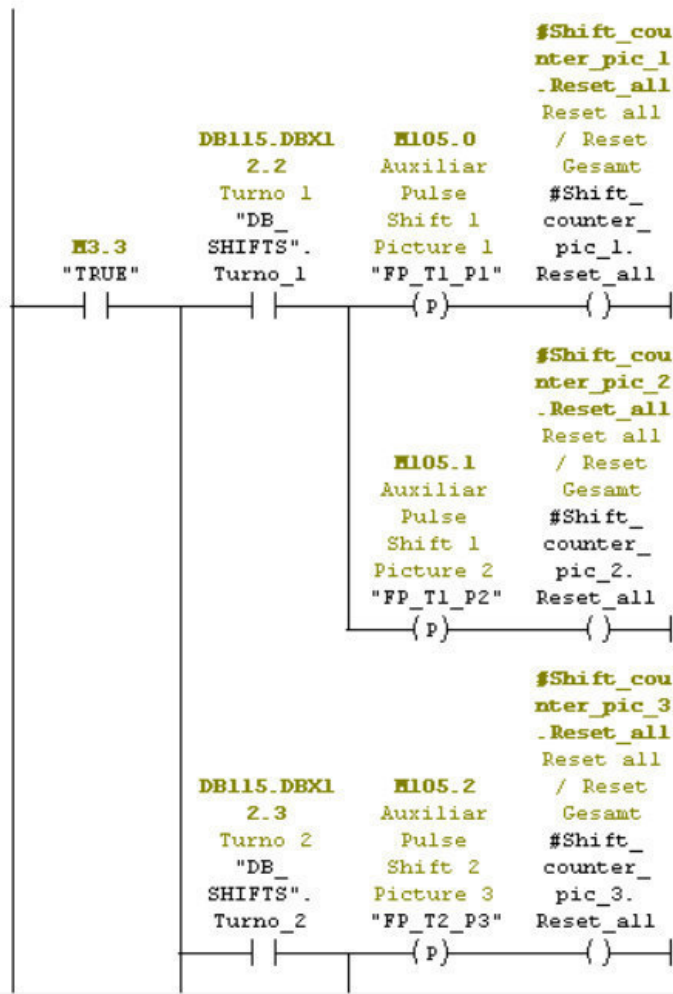 #Shift_cou
nter_pic_1
.Reset_all
Reset all
/ Reset
Gesamt
#Shift_
counter_
pic_1.
Reset_all
DB115.DBX1
2.2
Turno 1
"DB_
SHIFTS".
Turno_1
M105.0
Auxiliar
Pulse
Shift 1
Picture 1
"FP_T1_P1"
M3.3
"TRUE"
( P )
( )
#Shift_cou
nter_pic_2
.Reset_all
Reset all
/ Reset
Gesamt
#Shift_
counter_
pic_2.
Reset_all
M105.1
Auxiliar
Pulse
Shift 1
Picture 2
"FP_T1_P2"
( P )
( )
#Shift_cou
nter_pic_3
.Reset_all
Reset all
/ Reset
Gesamt
#Shift_
counter_
pic_3.
Reset_all
DB115.DBX1
2.3
Turno 2
"DB_
SHIFTS".
Turno_2
M105.2
Auxiliar
Pulse
Shift 2
Picture 3
"FP_T2_P3"
( P )
( )